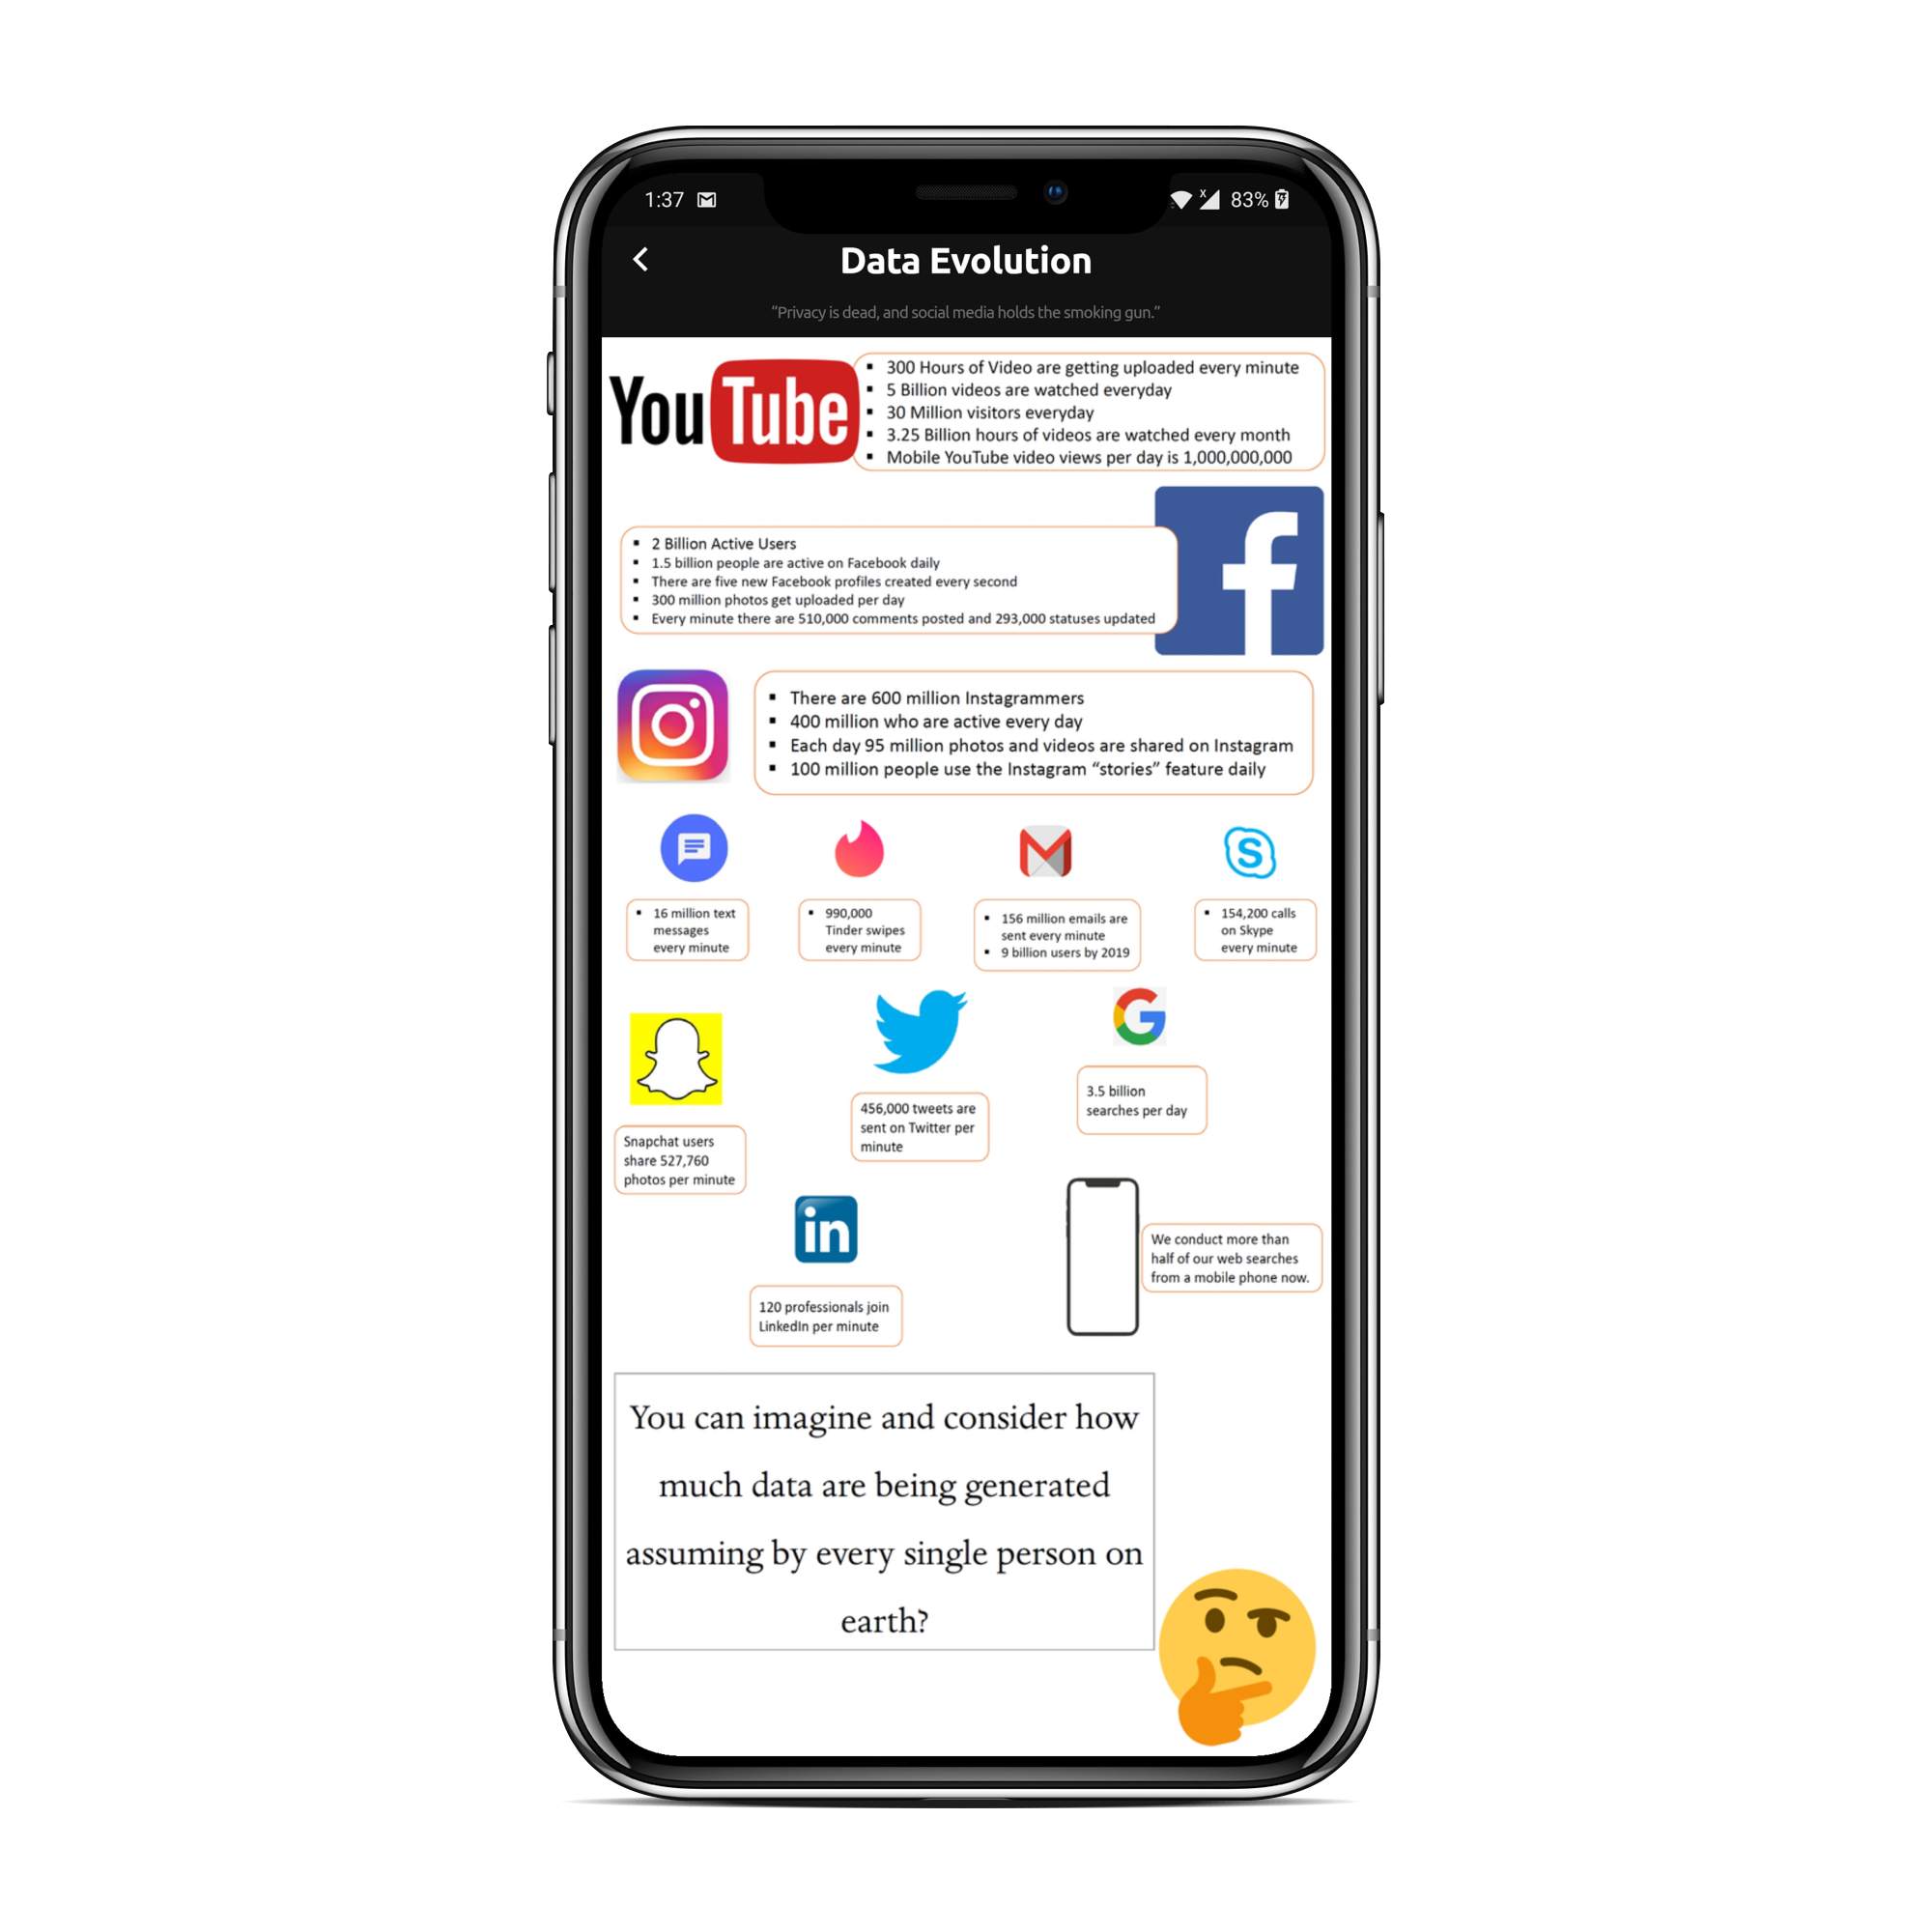 1:37
83%
Data Evolution
“Privacy is dead, and social media holds the smoking gun.”
YouTube
▪ 300 Hours of Video are getting uploaded every minute
▪ 5 Billion videos are watched everyday
▪ 30 Million visitors everyday
▪ 3.25 Billion hours of videos are watched every month
▪ Mobile YouTube video views per day is 1,000,000,000
f
▪ 2 Billion Active Users
▪ 1.5 billion people are active on Facebook daily
▪ There are five new Facebook profiles created every second
▪ 300 million photos get uploaded per day
▪ Every minute there are 510,000 comments posted and 293,000 statuses updated
▪ There are 600 million Instagrammers
▪ 400 million who are active every day
▪ Each day 95 million photos and videos are shared on Instagram
▪ 100 million people use the Instagram “stories” feature daily
▪ 16 million text
messages
every minute
▪ 990,000
Tinder swipes
every minute
▪ 156 million emails are
sent every minute
▪ 9 billion users by 2019
S
▪ 154,200 calls
on Skype
every minute
Snapchat users
share 527,760
photos per minute
456,000 tweets are
sent on Twitter per
minute
G
3.5 billion
searches per day
in
120 professionals join
LinkedIn per minute
We conduct more than
half of our web searches
from a mobile phone now.
You can imagine and consider how
much data are being generated
assuming by every single person on
earth?